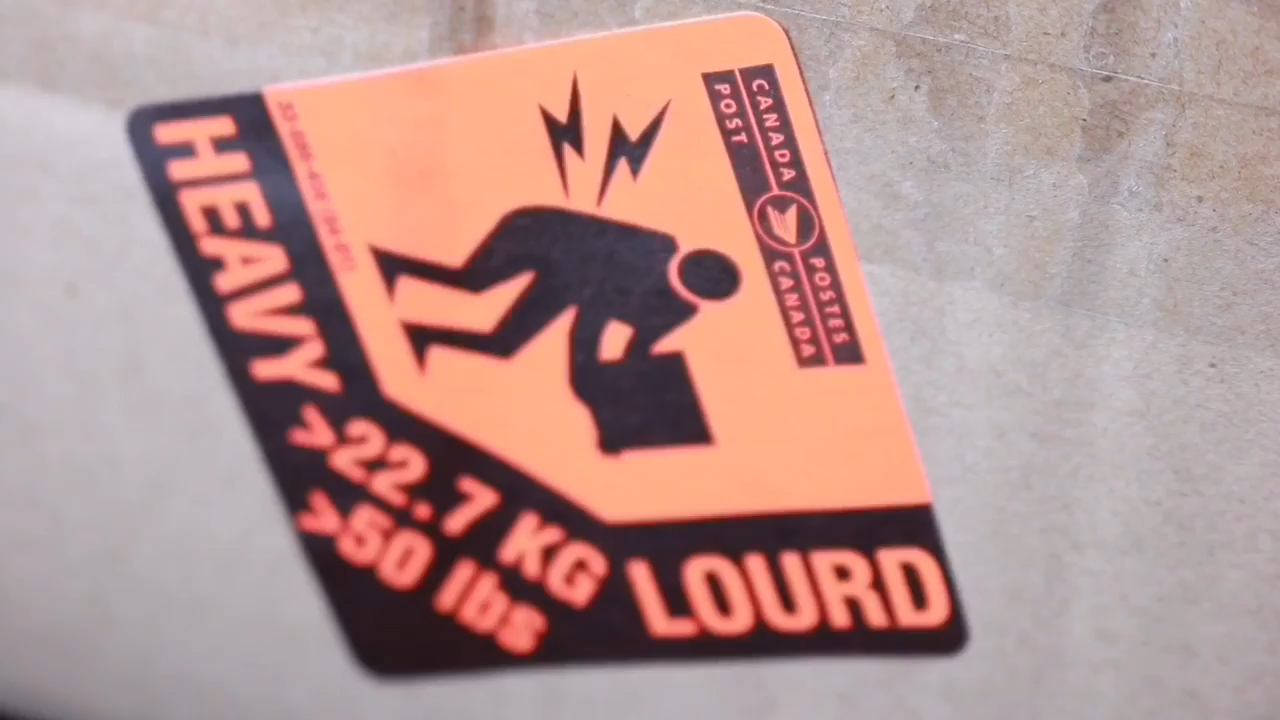 CANADA
POST
POSTES
CANADA
HEAVY
>22.7 KG
>50 lbs
LOURD